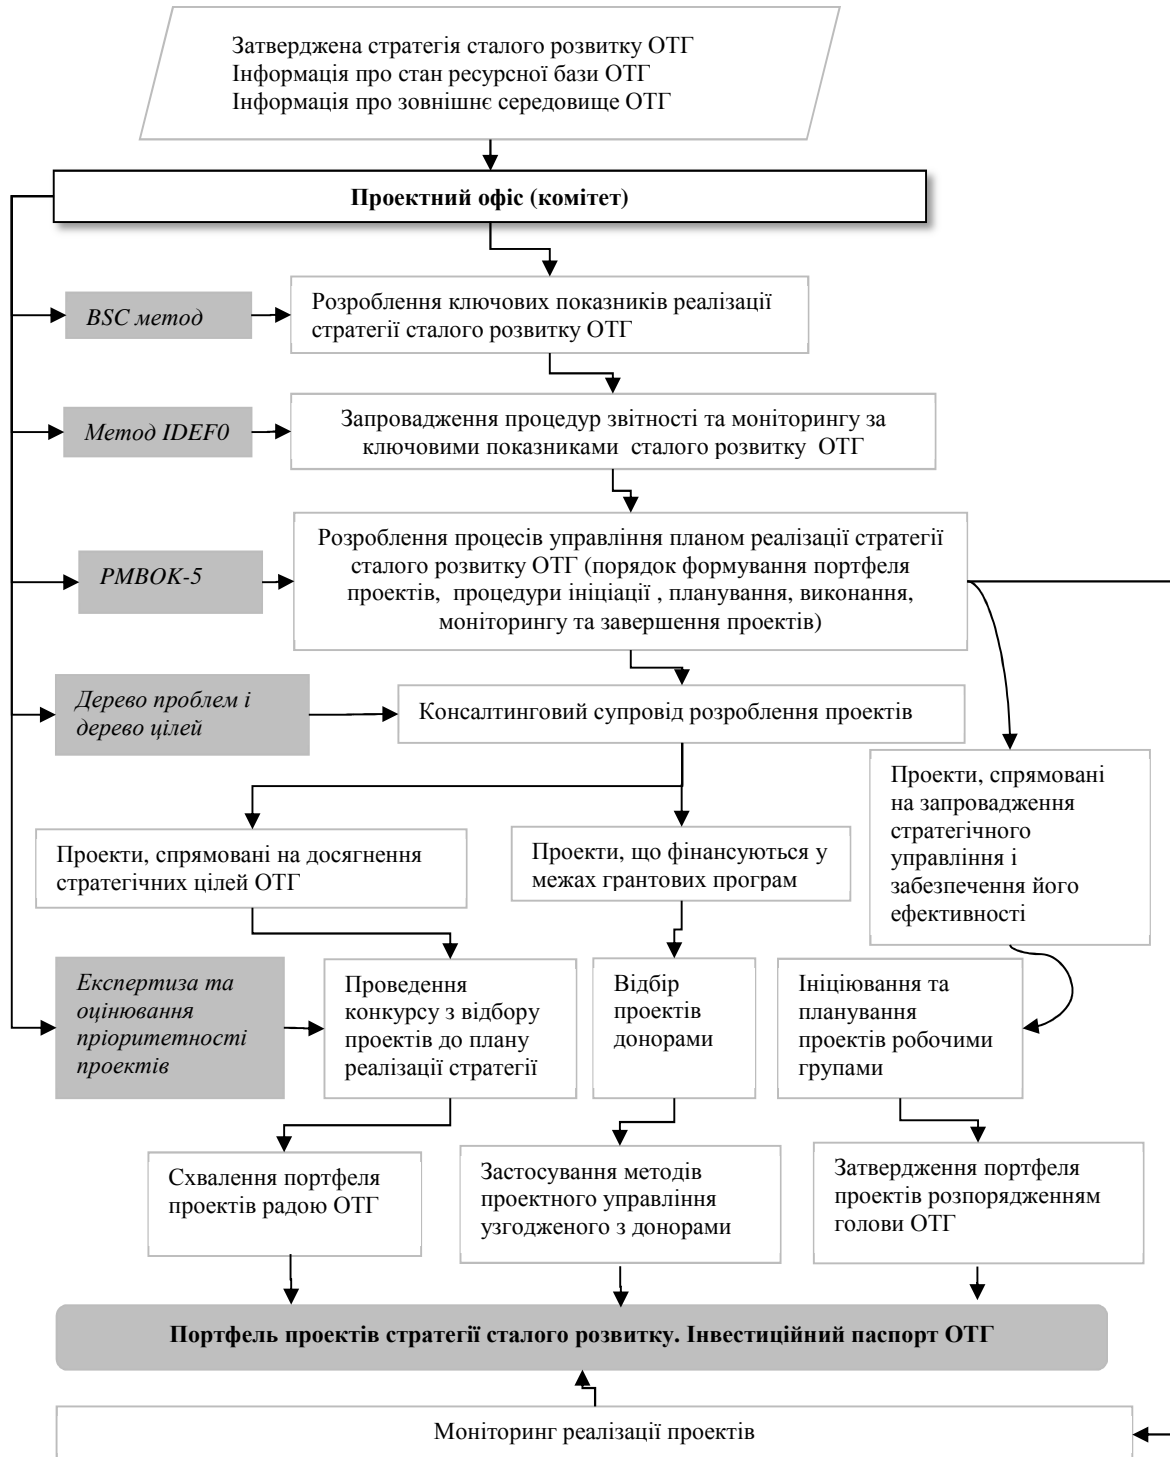 Затверджена стратегія сталого розвитку ОТГ
Інформація про стан ресурсної бази ОТГ
Інформація про зовнішнє середовище ОТГ
Проектний офіс (комітет)
BSC метод
Розроблення ключових показників реалізації
стратегії сталого розвитку ОТГ
Метод IDEF0
Запровадження процедур звітності та моніторингу за
ключовими показниками сталого розвитку ОТГ
PMBOK-5
Розроблення процесів управління планом реалізації стратегії
сталого розвитку ОТГ (порядок формування портфеля
проектів, процедури ініціації , планування, виконання,
моніторингу та завершення проектів)
Дерево проблем і
дерево цілей
Консалтинговий супровід розроблення проектів
Проекти, спрямовані
на запровадження
стратегічного
управління і
забезпечення його
ефективності
Проекти, спрямовані на досягнення
стратегічних цілей ОТГ
Проекти, що фінансуються у
межах грантових програм
Експертиза та
оцінювання
пріоритетності
проектів
Проведення
конкурсу з відбору
проектів до плану
реалізації стратегії
Відбір
проектів
донорами
Ініціювання та
планування
проектів робочими
групами
Схвалення портфеля
проектів радою ОТГ
Застосування методів
проектного управління
узгодженого з донорами
Затвердження портфеля
проектів розпорядженням
голови ОТГ
Портфель проектів стратегії сталого розвитку. Інвестиційний паспорт ОТГ
Моніторинг реалізації проектів